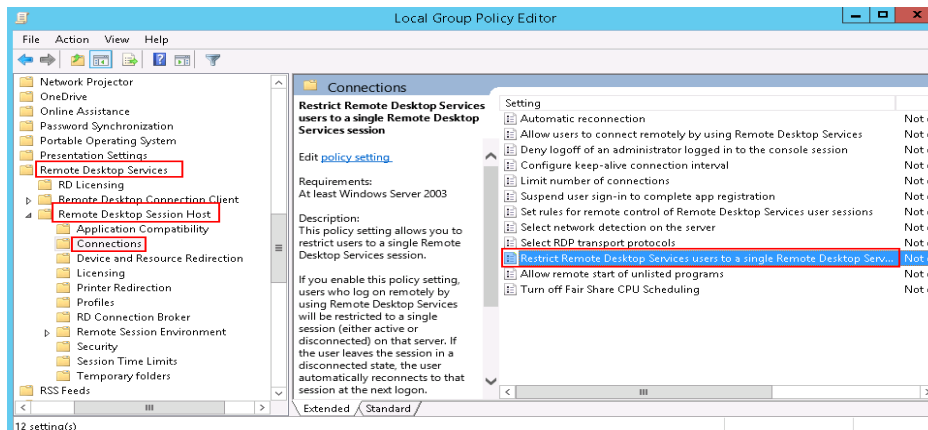 Local Group Policy Editor
File Action View Help
Network Projector
OneDrive
Online Assistance
Password Synchronization
Portable Operating System
Presentation Settings
Remote Desktop Services
RD Licensing
Remote Desktop Connection Client
Remote Desktop Session Host
Application Compatibility
Connections
Device and Resource Redirection
Licensing
Printer Redirection
Profiles
RD Connection Broker
Remote Session Environment
Security
Session Time Limits
Temporary folders
RSS Feeds
Connections
Restrict Remote Desktop Services
users to a single Remote Desktop
Services session
Edit policy setting
Requirements:
At least Windows Server 2003
Description:
This policy setting allows you to
restrict users to a single Remote
Desktop Services session.
If you enable this policy setting,
users who log on remotely by
using Remote Desktop Services
will be restricted to a single
session (either active or
disconnected) on that server. If
the user leaves the session in a
disconnected state, the user
automatically reconnects to that
session at the next logon.
Setting
Automatic reconnection Not
Allow users to connect remotely by using Remote Desktop Services Not
Deny logoff of an administrator logged in to the console session Not
Configure keep-alive connection interval Not
Limit number of connections Not
Suspend user sign-in to complete app registration Not
Set rules for remote control of Remote Desktop Services user sessions Not
Select network detection on the server Not
Select RDP transport protocols Not
Restrict Remote Desktop Services users to a single Remote Desktop Serv... Not
Allow remote start of unlisted programs Not
Turn off Fair Share CPU Scheduling Not
Extended Standard
12 setting(s)